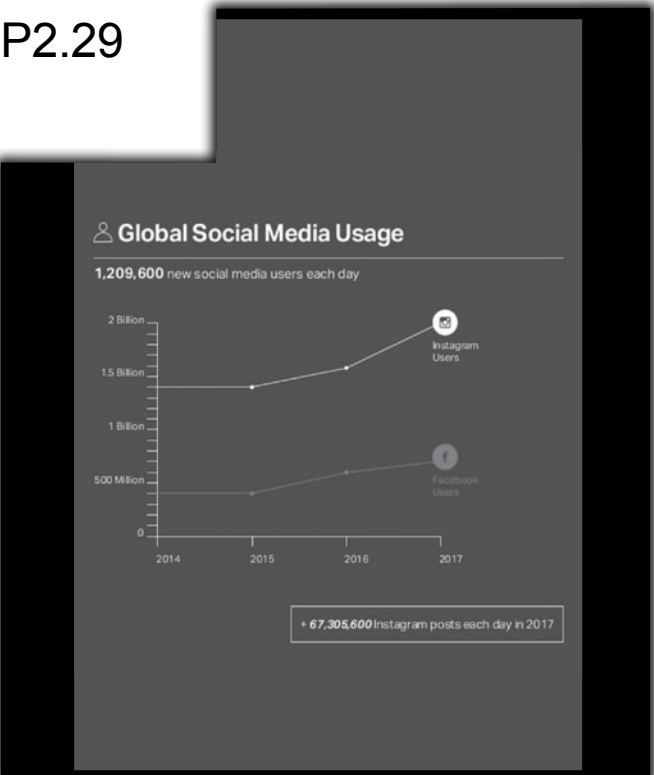 P2.29
Global Social Media Usage
1,209,600 new social media users each day
2 Billion
Instagram
Users
1.5 Billion
1 Billion
500 Million
Facebook
Users
0
2014 2015 2016 2017
+ 67,305,600 Instagram posts each day in 2017